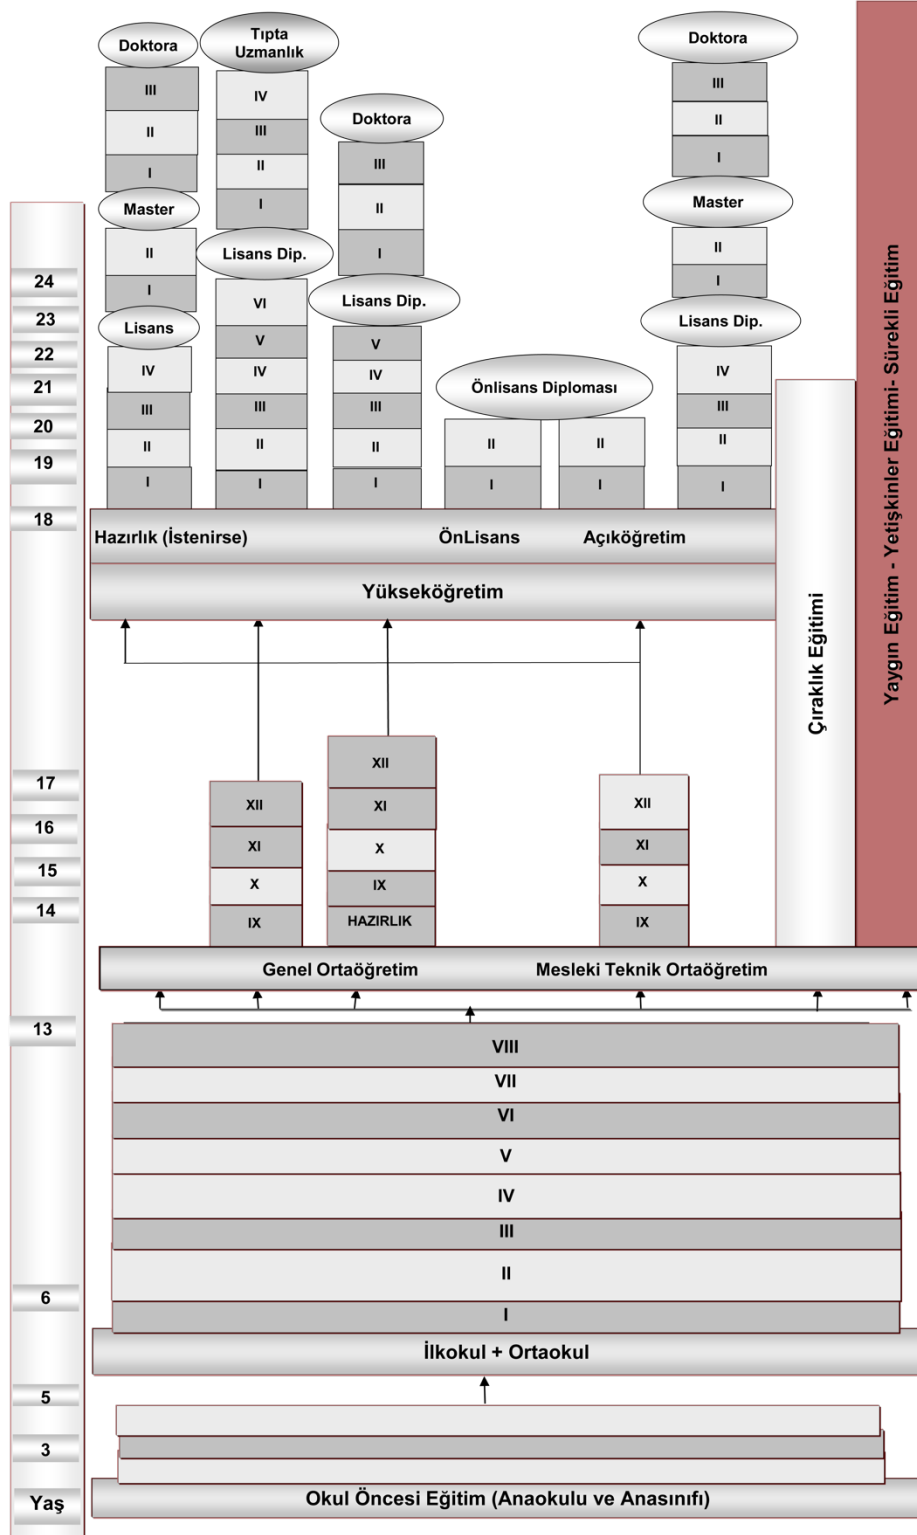 Doktora
Tıpta
Uzmanlık
Doktora
III
II
I
IV
III
II
I
Doktora
III
II
I
III
II
I
Master
II
I
Master
II
I
Lisans Dip.
Lisans Dip.
Lisans
Lisans Dip.
IV
III
II
I
VI
V
IV
III
II
I
V
IV
III
II
I
Önlisans Diploması
II
I
II
I
IV
III
II
I
24
23
22
21
20
19
18
Hazırlık (İstenirse)
ÖnLisans
Açıköğretim
Yükseköğretim
Çıraklık Eğitimi
Yaygın Eğitim - Yetişkinler Eğitimi- Sürekli Eğitim
17
16
15
14
XII
XI
X
IX
XII
XI
X
IX
HAZIRLIK
XII
XI
X
IX
Genel Ortaöğretim
Mesleki Teknik Ortaöğretim
13
VIII
VII
VI
V
IV
III
II
I
6
İlkokul + Ortaokul
5
3
Yaş
Okul Öncesi Eğitim (Anaokulu ve Anasınıfı)